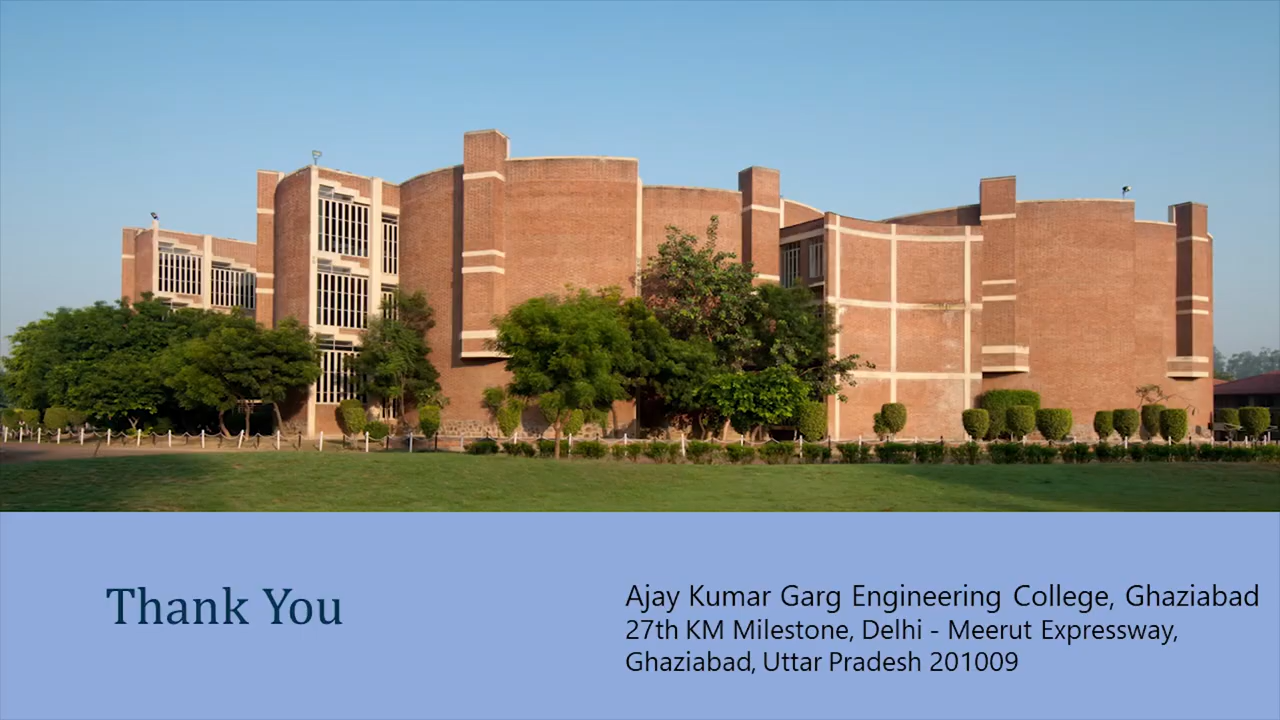 Thank You
Ajay Kumar Garg Engineering College, Ghaziabad
27th KM Milestone, Delhi - Meerut Expressway,
Ghaziabad, Uttar Pradesh 201009